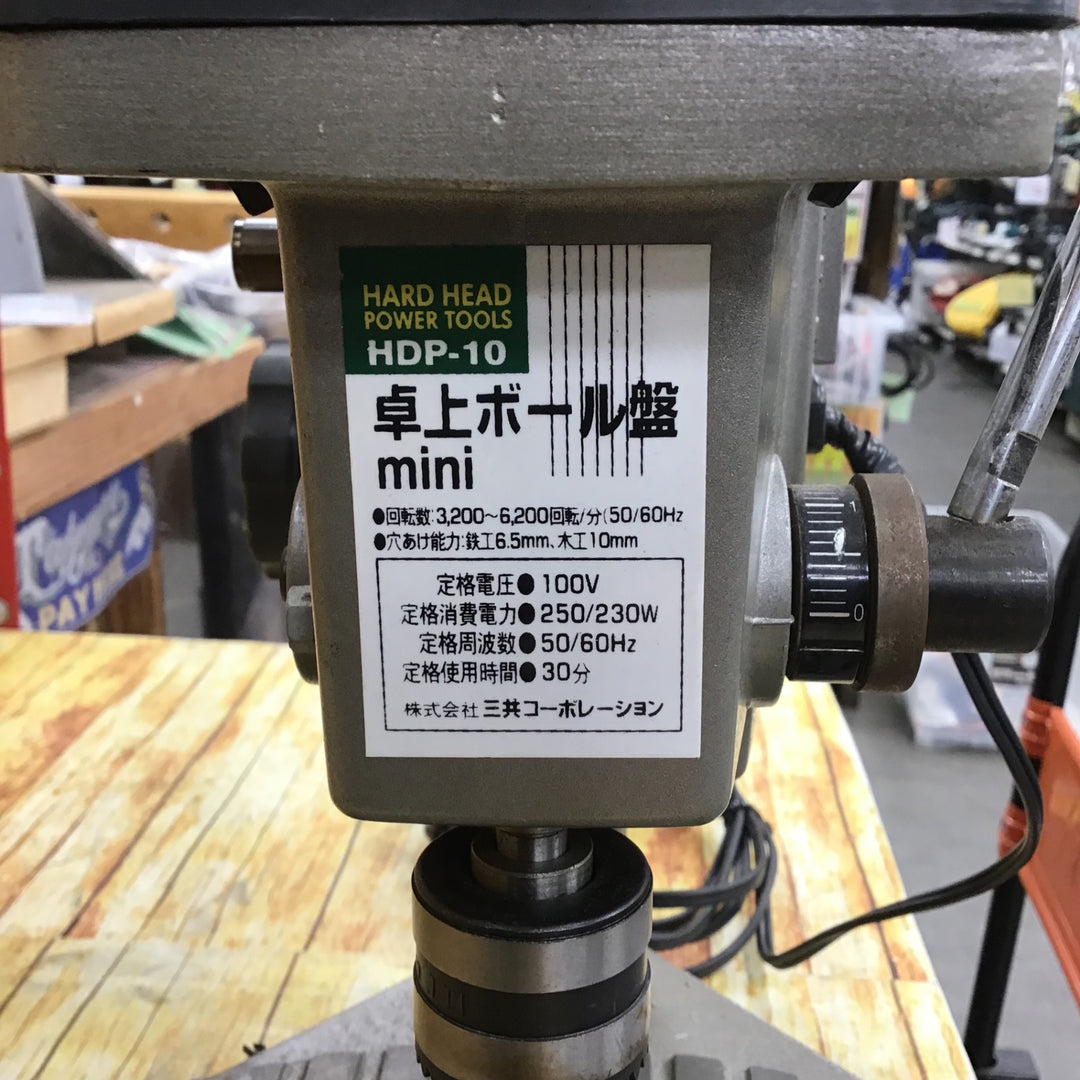 HARD HEAD
POWER TOOLS
HDP-10
卓上ボール盤
mini
●回転数:3,200〜6,200回転/分(50/60Hz
●穴あけ能力:鉄工6.5mm、木工10mm
定格電圧● 100V
定格消費電力● 250/230W
定格周波数● 50/60Hz
定格使用時間● 30分
株式会社 三共コーポレーション
0
PAY